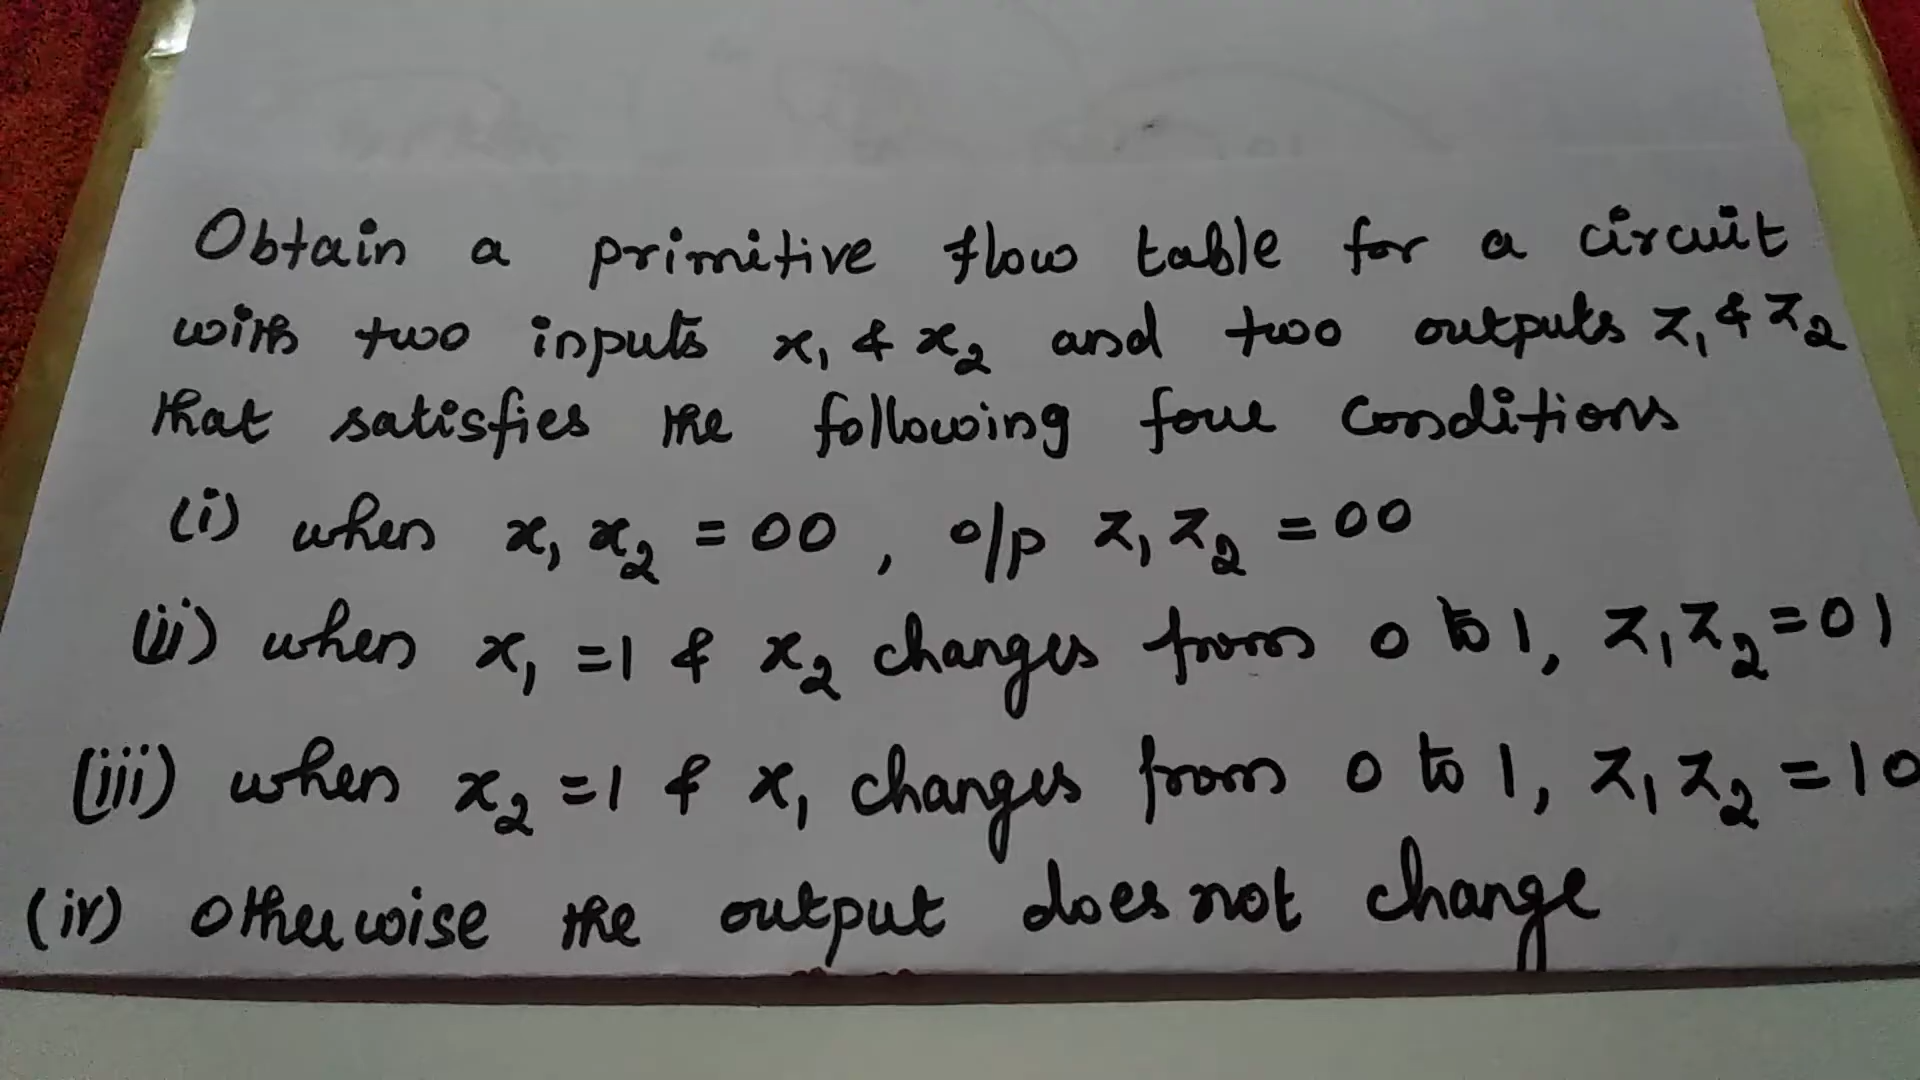 Obtain a primitive flow table for a circuit
with two inputs x₁ & x₂ and two outputs z₁ & z₂
that satisfies the following four conditions
(i) when x₁ x₂ = 00, o/p z₁ z₂ = 00
(ii) when x₁ = 1 & x₂ changes from 0 to 1, z₁ z₂ = 01
(iii) when x₂ = 1 & x₁ changes from 0 to 1, z₁ z₂ = 10
(iv) otherwise the output does not change